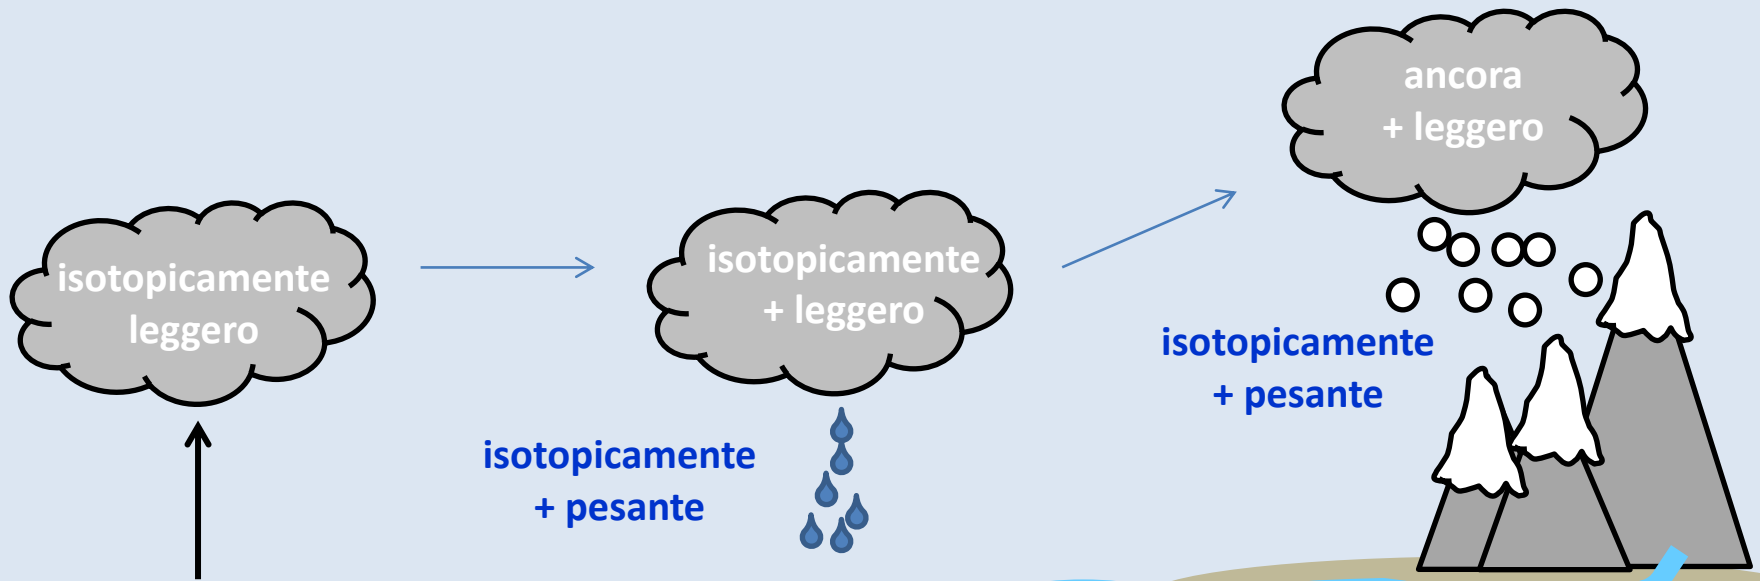 isotopicamente
leggero
isotopicamente
+ pesante
isotopicamente
+ leggero
isotopicamente
+ pesante
ancora
+ leggero